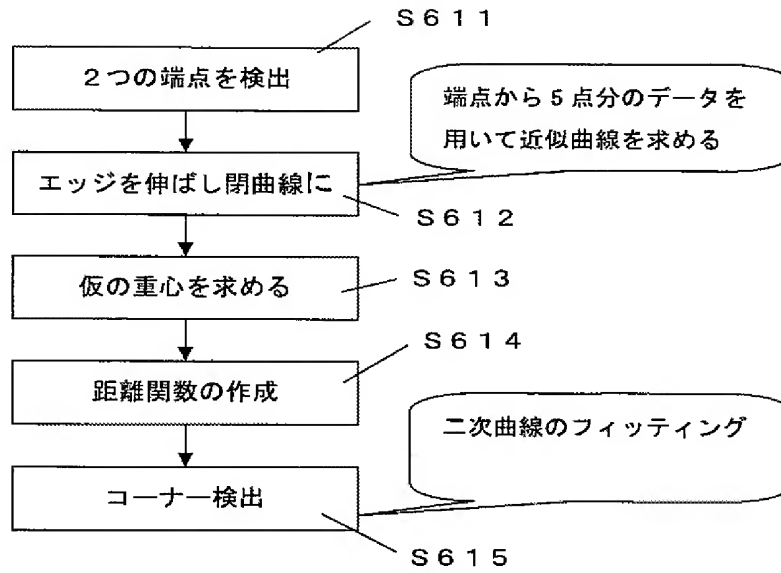 S611
2つの端点を検出
端点から5点分のデータを
用いて近似曲線を求める
エッジを伸ばし閉曲線に
S612
仮の重心を求める
S613
S614
距離関数の作成
二次曲線のフィッティング
コーナー検出
S615